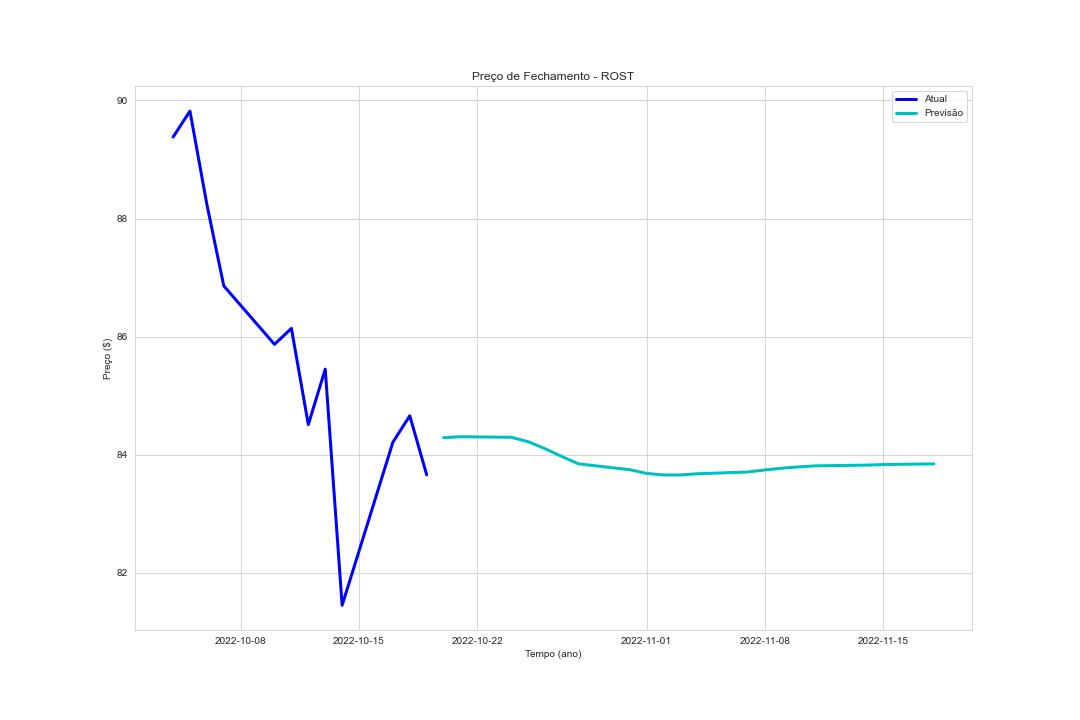 Preço de Fechamento - ROST
Atual
Previsão
90
88
86
84
82
Preço ($)
2022-10-08
2022-10-15
2022-10-22
2022-11-01
2022-11-08
2022-11-15
Tempo (ano)